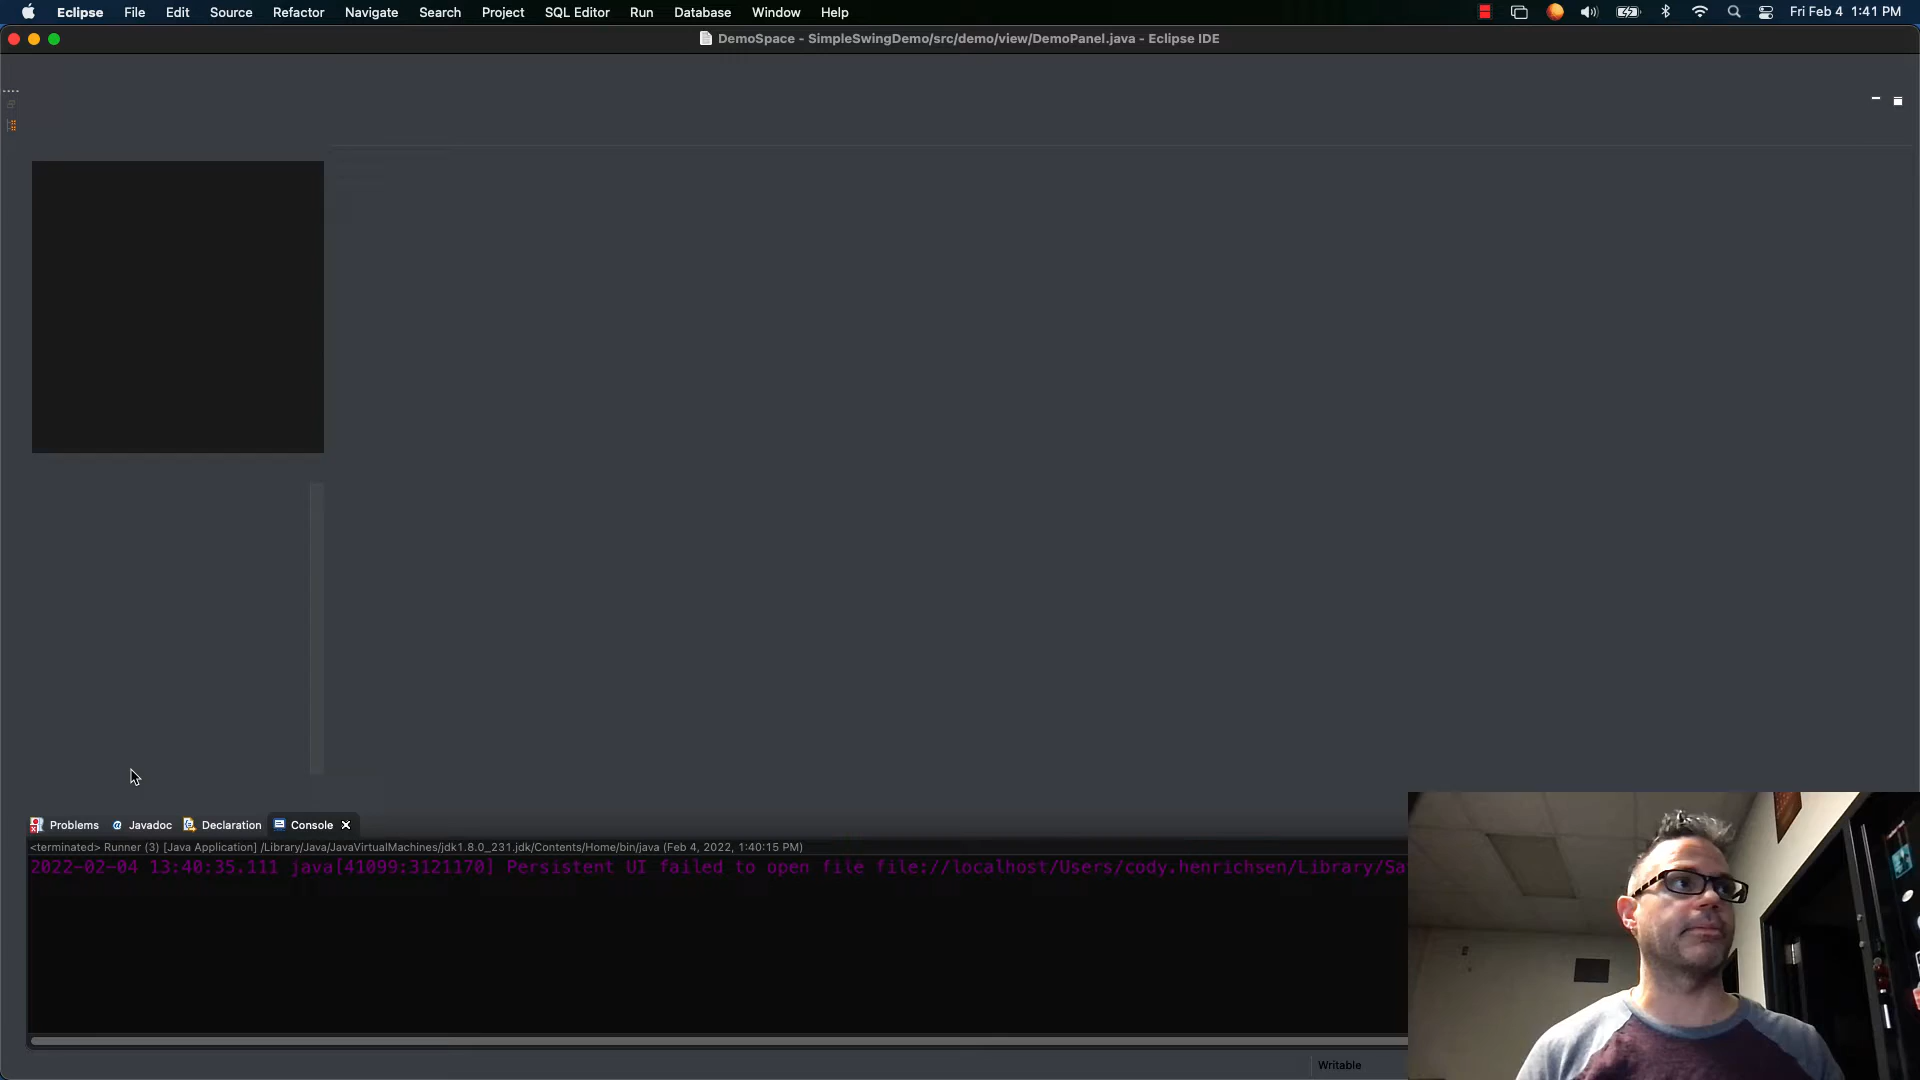 Eclipse File Edit Source Refactor Navigate Search Project SQL Editor Run Database Window Help Fri Feb 4 1:41 PM
DemoSpace - SimpleSwingDemo/src/demo/view/DemoPanel.java - Eclipse IDE
Problems @ Javadoc Declaration Console
<terminated> Runner (3) [Java Application] /Library/Java/JavaVirtualMachines/jdk1.8.0_231.jdk/Contents/Home/bin/java (Feb 4, 2022, 1:40:15 PM)
2022-02-04 13:40:35.111 java[41099:3121170] Persistent UI failed to open file file://localhost/Users/cody.henrichsen/Library/Sa
Writable